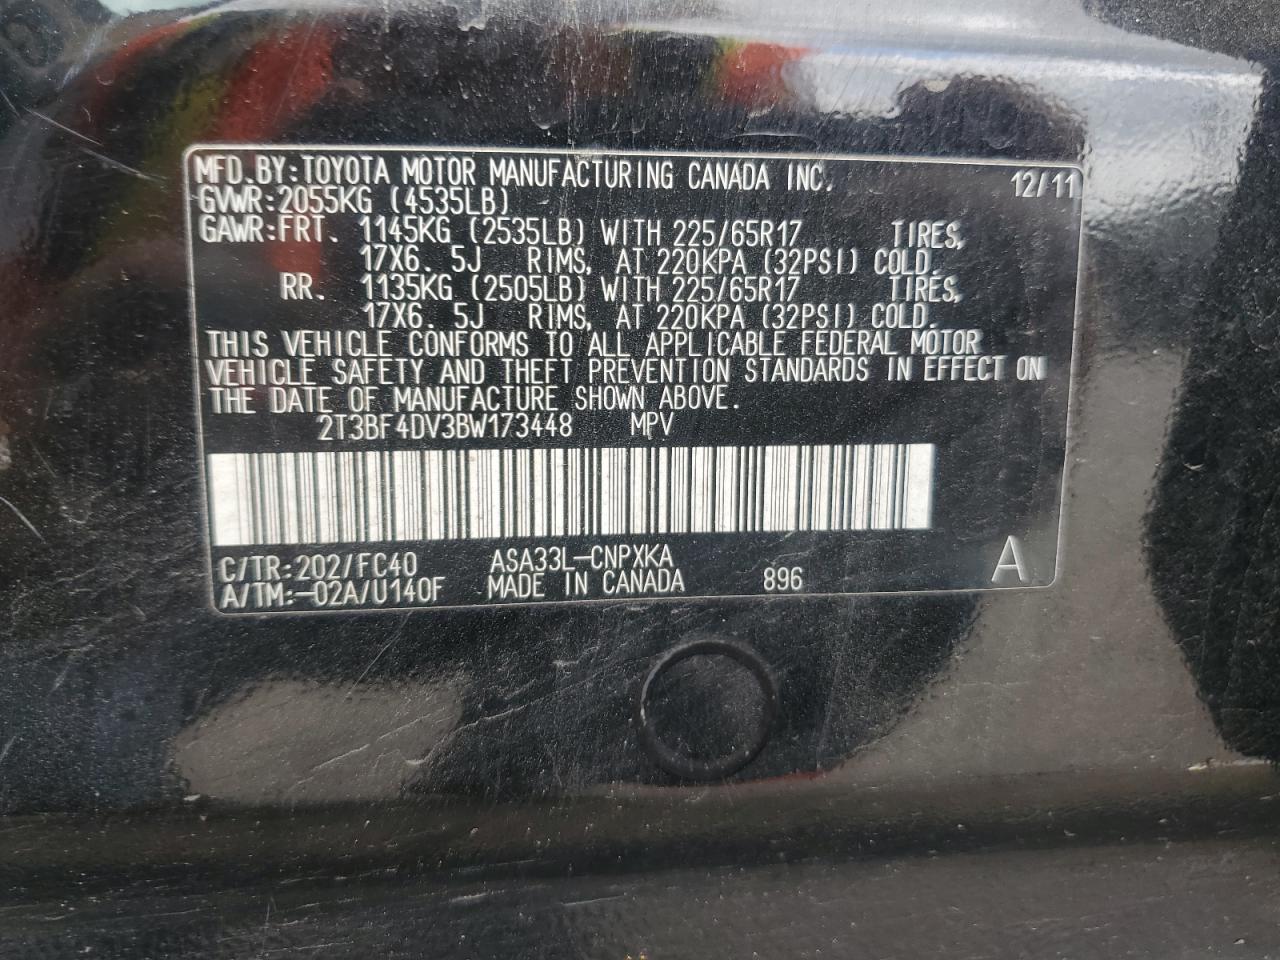 MFD.BY:TOYOTA MOTOR MANUFACTURING CANADA INC. 12/11
GVWR:2055KG (4535LB)
GAWR:FRT. 1145KG (2535LB) WITH 225/65R17 TIRES,
17X6.5J RIMS, AT 220KPA (32PSI) COLD.
RR. 1135KG (2505LB) WITH 225/65R17 TIRES,
17X6.5J RIMS, AT 220KPA (32PSI) COLD.
THIS VEHICLE CONFORMS TO ALL APPLICABLE FEDERAL MOTOR
VEHICLE SAFETY AND THEFT PREVENTION STANDARDS IN EFFECT ON
THE DATE OF MANUFACTURE SHOWN ABOVE.
2T3BF4DV3BW173448 MPV
C/TR:202/FC40 ASA33L-CNPXKA
A/TM:-02A/U140F MADE IN CANADA 896 A